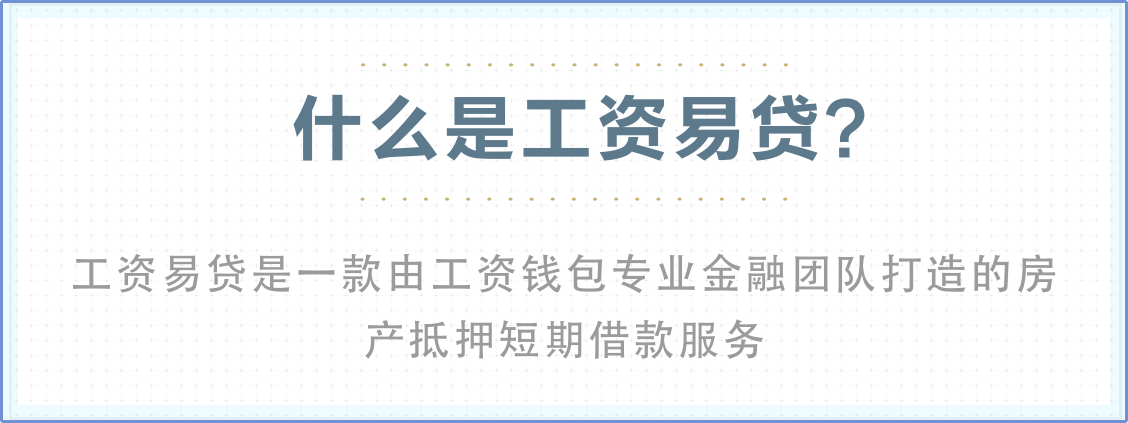 什么是工资易贷?
工资易贷是一款由工资钱包专业金融团队打造的房
产抵押短期借款服务